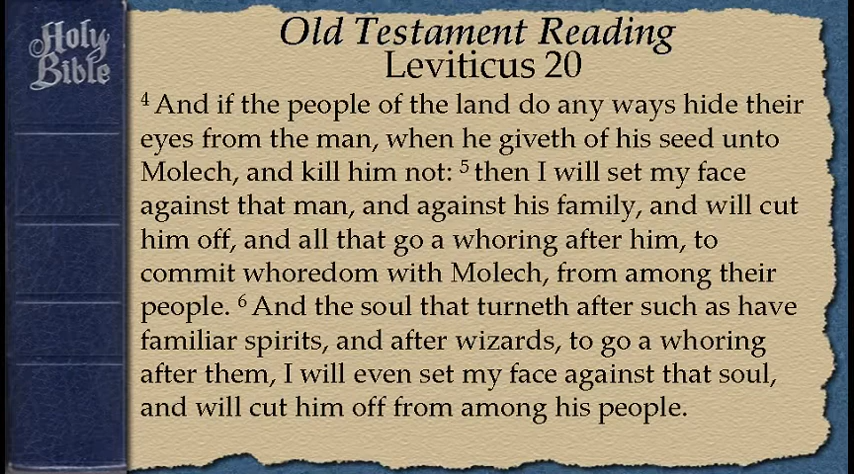 Holy
Bible
Old Testament Reading
Leviticus 20
⁴ And if the people of the land do any ways hide their
eyes from the man, when he giveth of his seed unto
Molech, and kill him not: ⁵ then I will set my face
against that man, and against his family, and will cut
him off, and all that go a whoring after him, to
commit whoredom with Molech, from among their
people. ⁶ And the soul that turneth after such as have
familiar spirits, and after wizards, to go a whoring
after them, I will even set my face against that soul,
and will cut him off from among his people.